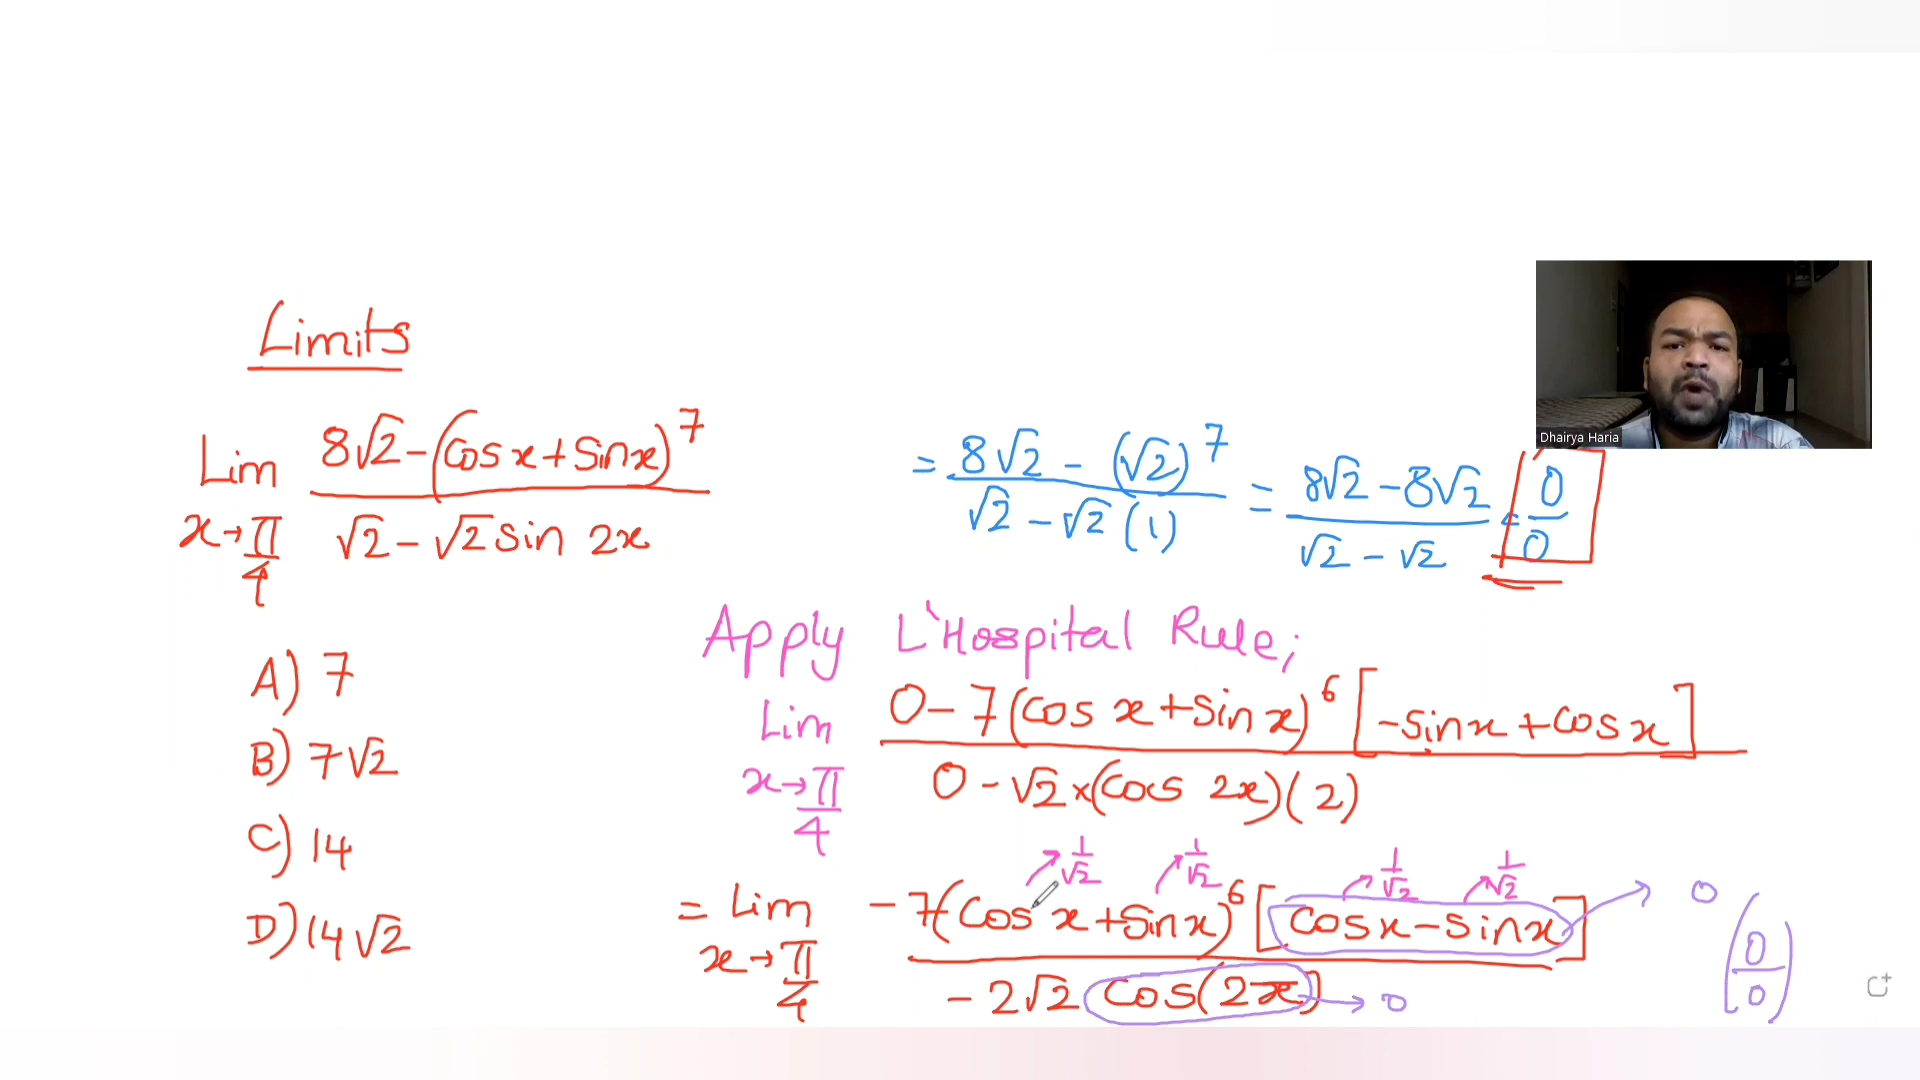 Limits
Lim x→π/4 8√2-(cos x+sin x)^7 / √2-√2 sin 2x
= 8√2 - (√2)^7 / √2-√2(1) = 8√2-8√2 / √2-√2 = 0/0
Dhairya Haria
A) 7
B) 7√2
C) 14
D) 14√2
Apply L'Hospital Rule;
Lim x→π/4 0-7(cos x+sin x)^6 [-sin x+cos x] / 0-√2×(cos 2x)(2)
1/√2 1/√2 1/√2 1/√2
= Lim x→π/4 -7(cos x+sin x)^6 [cos x-sin x] / -2√2 cos(2x)
→ 0
→ 0
(0/0)